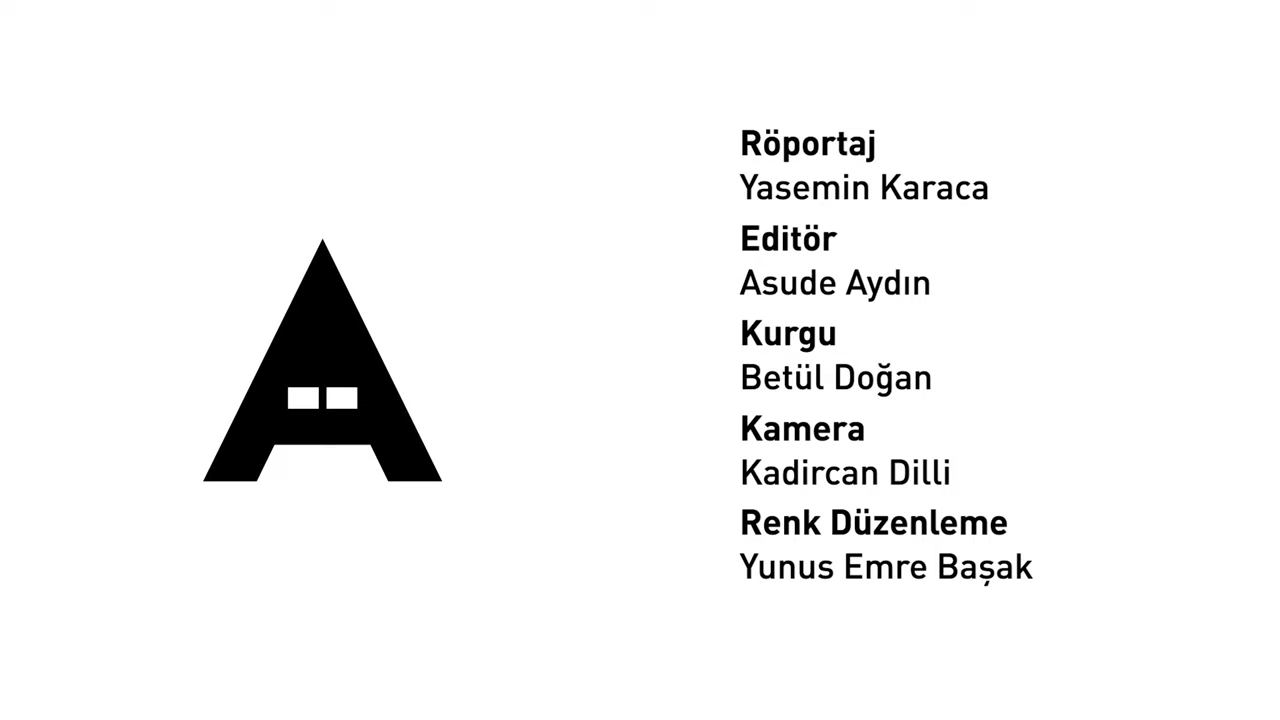 Röportaj
Yasemin Karaca
Editör
Asude Aydın
Kurgu
Betül Doğan
Kamera
Kadircan Dilli
Renk Düzenleme
Yunus Emre Başak